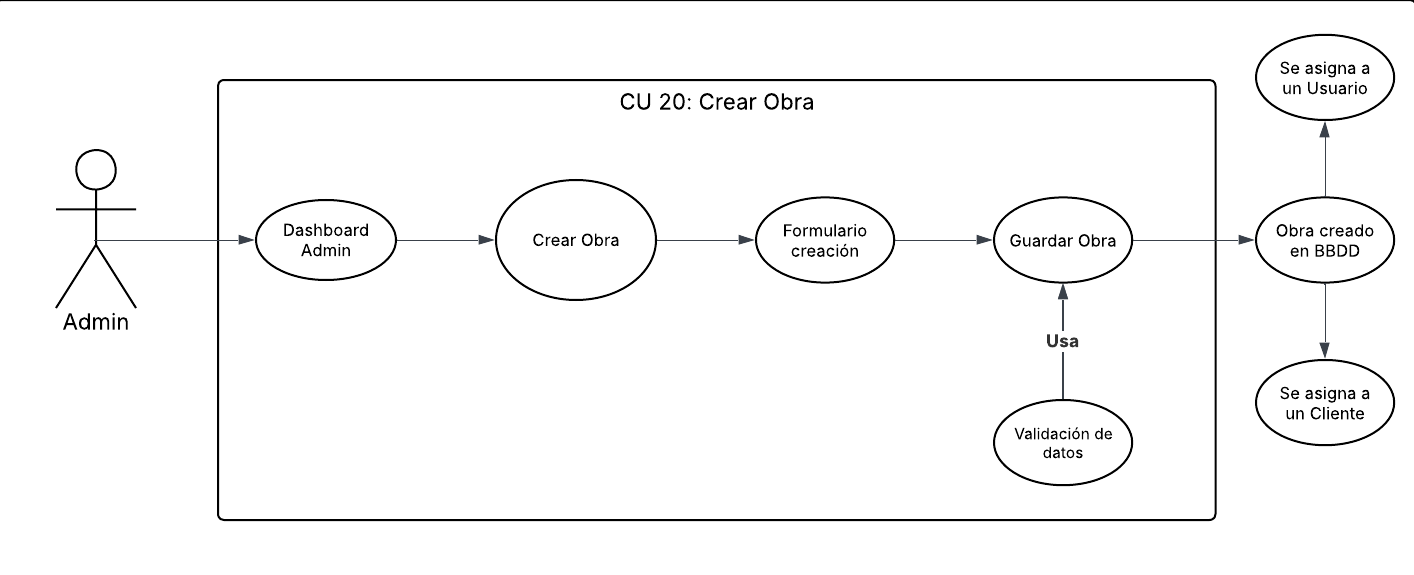 CU 20: Crear Obra
Admin
Dashboard
Admin
Crear Obra
Formulario
creación
Guardar Obra
Usa
Validación de
datos
Obra creado
en BBDD
Se asigna a
un Usuario
Se asigna a
un Cliente